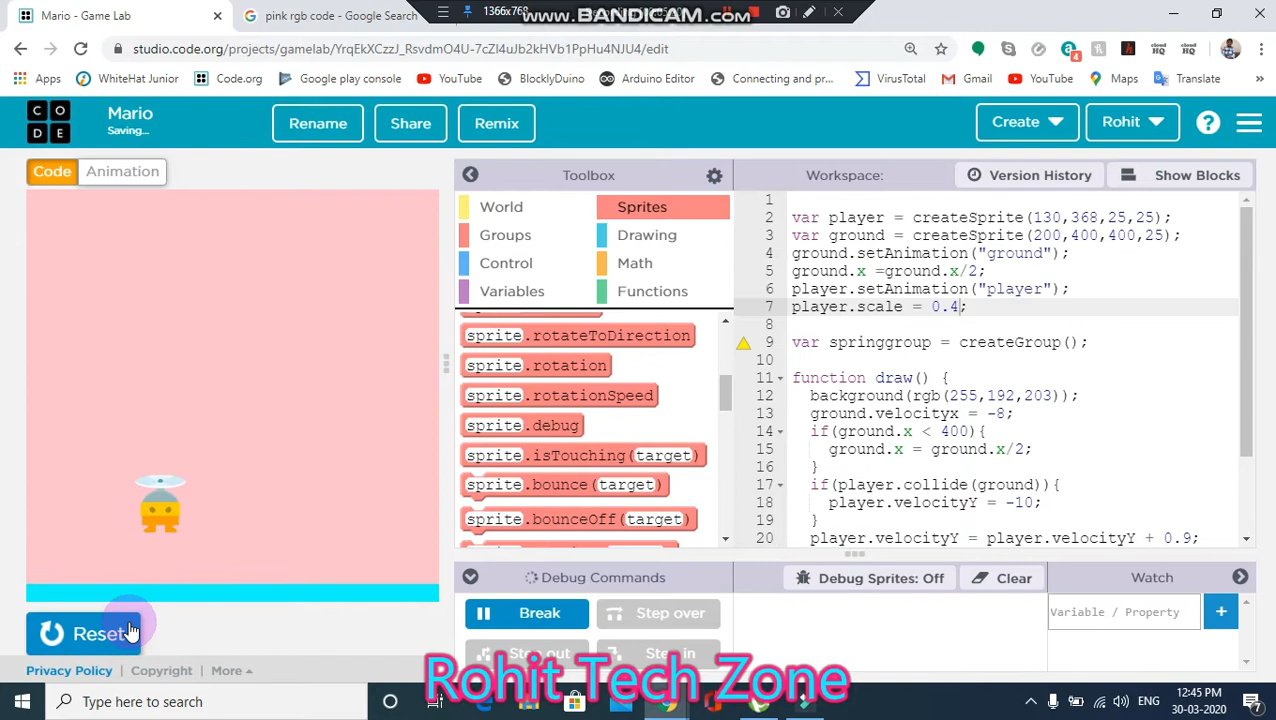 Mario - Game Lab
pink rgb code - Google Search
1366x768
www.BANDICAM.com
studio.code.org/projects/gamelab/YrqEkXCzzJ_RsvdmO4U-7cZl4uJb2kHVb1PpHu4NJU4/edit
Apps
WhiteHat Junior
Code.org
Google play console
YouTube
BlocklyDuino
Arduino Editor
Connecting and pro...
VirusTotal
Gmail
YouTube
Maps
Translate
C O D E
Mario
Saving...
Rename
Share
Remix
Create
Rohit
Code
Animation
Toolbox
Workspace:
Version History
Show Blocks
World
Sprites
Groups
Drawing
Control
Math
Variables
Functions
sprite.rotateToDirection
sprite.rotation
sprite.rotationSpeed
sprite.debug
sprite.isTouching(target)
sprite.bounce(target)
sprite.bounceOff(target)
1
2 var player = createSprite(130,368,25,25);
3 var ground = createSprite(200,400,400,25);
4 ground.setAnimation("ground");
5 ground.x =ground.x/2;
6 player.setAnimation("player");
7 player.scale = 0.4;
8
9 var springgroup = createGroup();
10
11 function draw() {
12 background(rgb(255,192,203));
13 ground.velocityx = -8;
14 if(ground.x < 400){
15 ground.x = ground.x/2;
16 }
17 if(player.collide(ground)){
18 player.velocityY = -10;
19 }
20 player.velocityY = player.velocityY + 0.9;
Reset
Debug Commands
Debug Sprites: Off
Clear
Watch
Break
Step over
Step out
Step in
Variable / Property
Privacy Policy
Copyright
More
Rohit Tech Zone
Type here to search
ENG
12:45 PM
30-03-2020